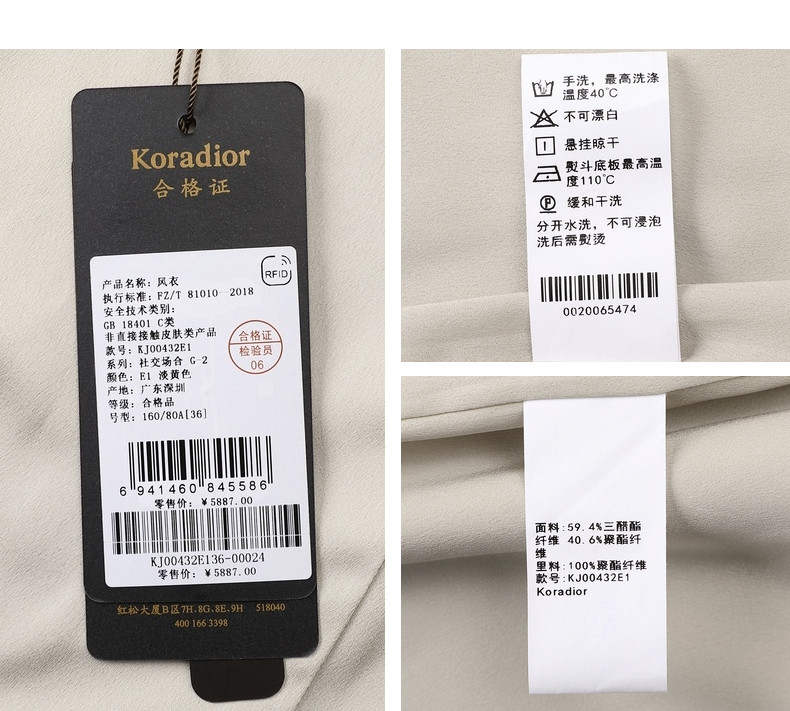 Koradior
合格证
RFID
产品名称: 风衣
执行标准: FZ/T 81010—2018
安全技术类别:
GB 18401 C类
非直接接触皮肤类产品
款号: KJ00432E1
系列: 社交场合 G-2
颜色: E1 淡黄色
产地: 广东深圳
等级: 合格品
号型: 160/80A[36]
合格证
检验员
06
6 941460 845586
零售价: ¥5887.00
KJ00432E136-00024
零售价: ¥5887.00
红松大厦B区7H、8G、8E、9H 518040
400 166 3398
手洗，最高洗涤
温度40℃
不可漂白
悬挂晾干
熨斗底板最高温
度110℃
缓和干洗
分开水洗，不可浸泡
洗后需熨烫
0020065474
面料:59.4%三醋酯
纤维 40.6%聚酯纤
维
里料:100%聚酯纤维
款号:KJ00432E1
Koradior